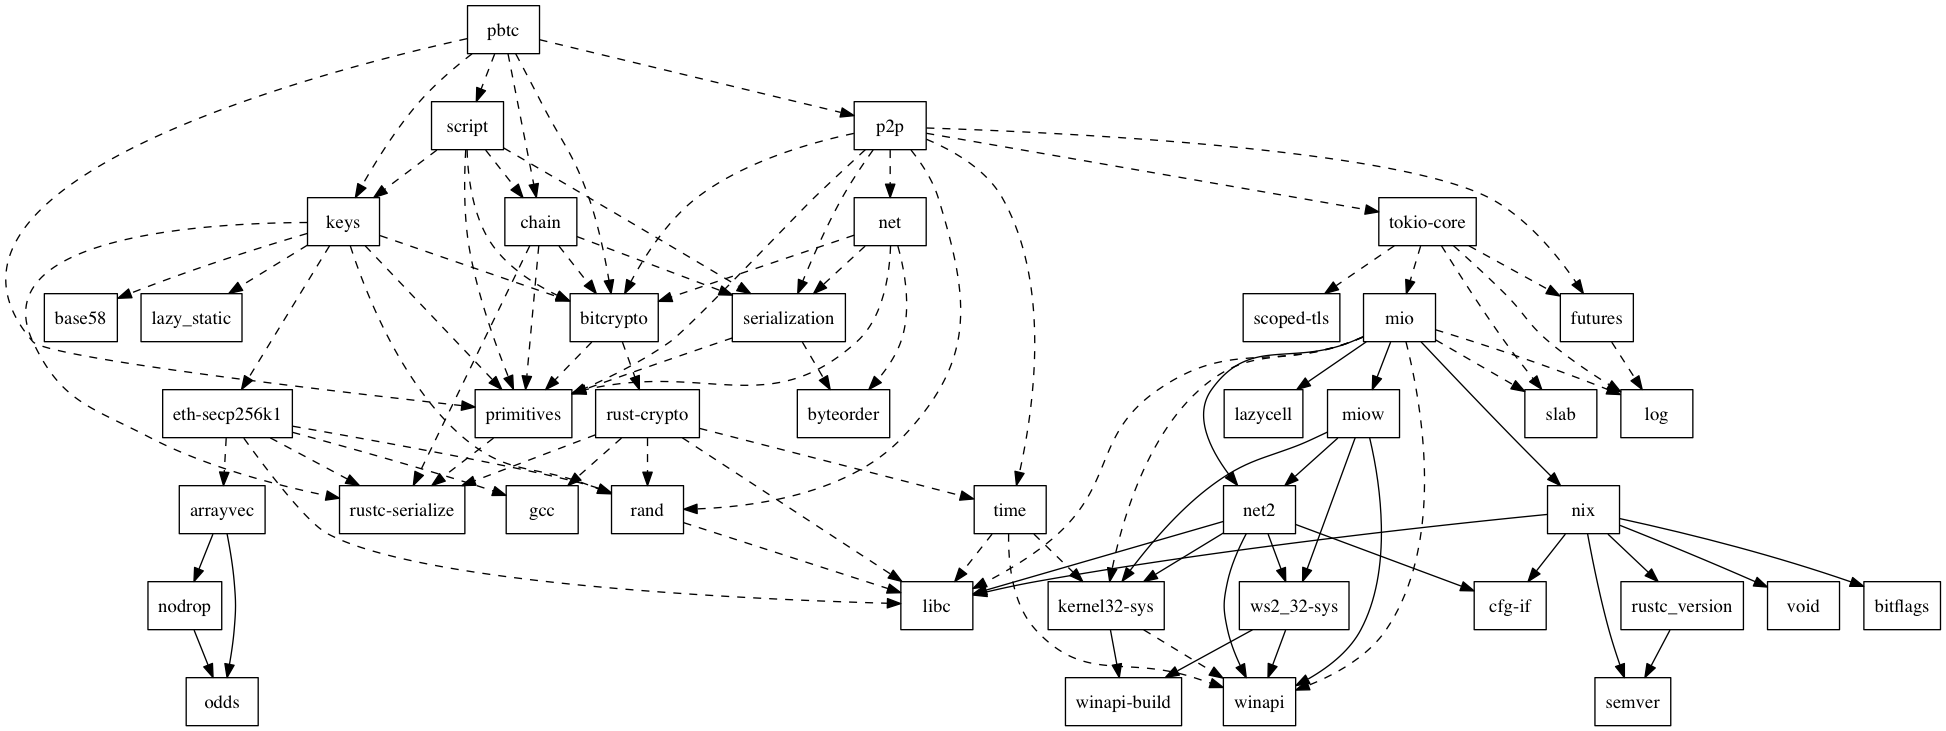 pbtc
script
p2p
keys
chain
net
tokio-core
base58
lazy_static
bitcrypto
serialization
scoped-tls
mio
futures
eth-secp256k1
primitives
rust-crypto
byteorder
lazycell
miow
slab
log
arrayvec
rustc-serialize
gcc
rand
time
net2
nix
nodrop
libc
kernel32-sys
ws2_32-sys
cfg-if
rustc_version
void
bitflags
odds
winapi-build
winapi
semver